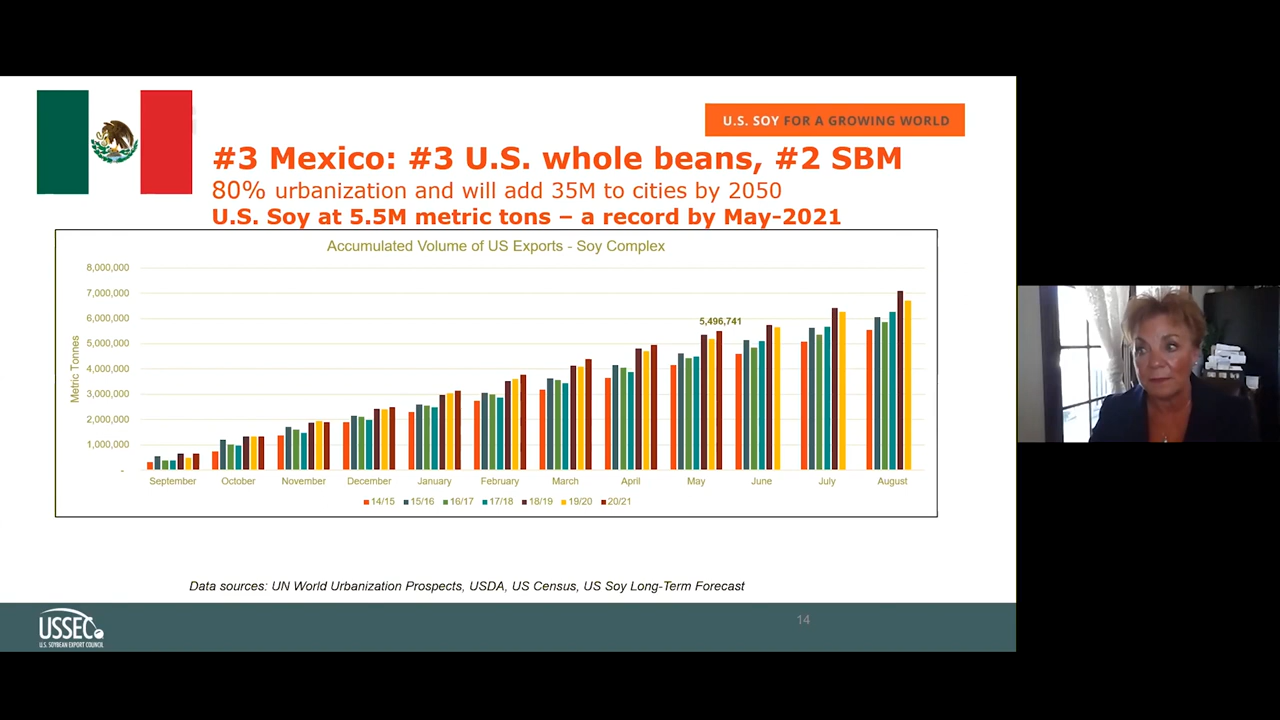 U.S. SOY FOR A GROWING WORLD
#3 Mexico: #3 U.S. whole beans, #2 SBM
80% urbanization and will add 35M to cities by 2050
U.S. Soy at 5.5M metric tons – a record by May-2021
Accumulated Volume of US Exports - Soy Complex
Metric Tonnes
8,000,000
7,000,000
6,000,000
5,000,000
4,000,000
3,000,000
2,000,000
1,000,000
-
5,496,741
September October November December January February March April May June July August
14/15 15/16 16/17 17/18 18/19 19/20 20/21
Data sources: UN World Urbanization Prospects, USDA, US Census, US Soy Long-Term Forecast
USSEC
U.S. SOYBEAN EXPORT COUNCIL
14